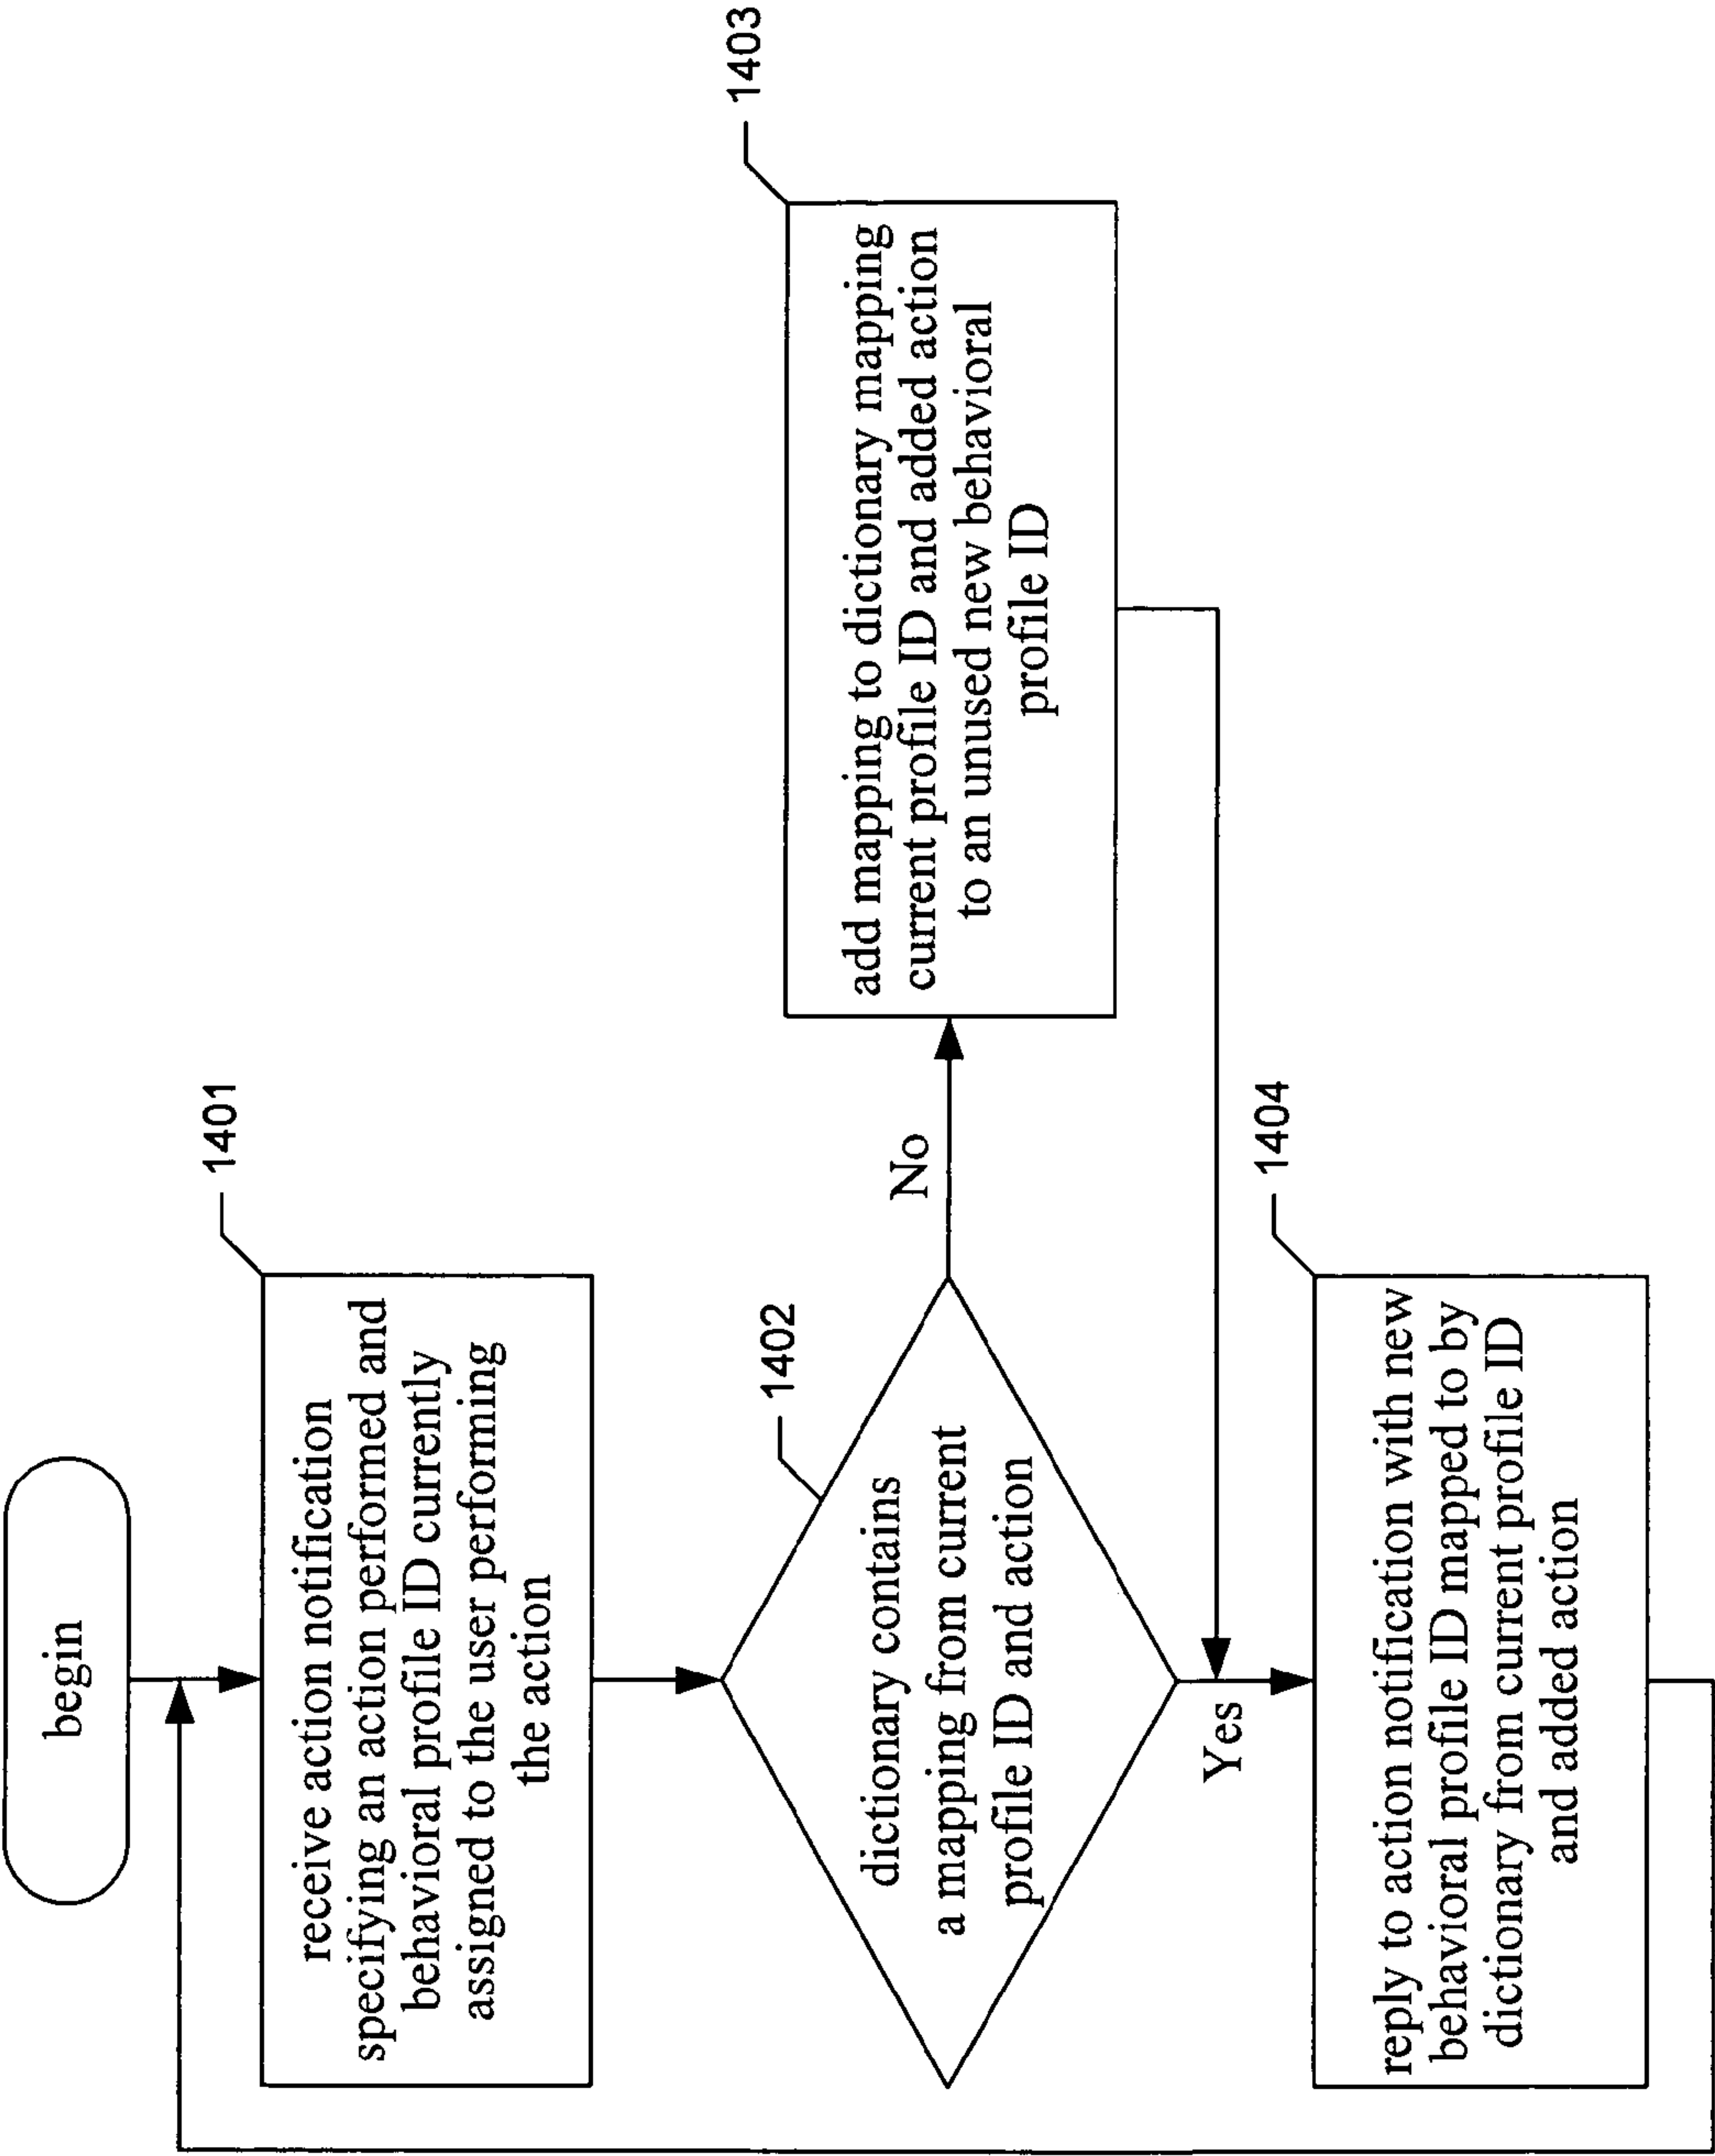 begin
1401
receive action notification
specifying an action performed and
behavioral profile ID currently
assigned to the user performing
the action
1402
dictionary contains
a mapping from current
profile ID and action
No
1403
add mapping to dictionary mapping
current profile ID and added action
to an unused new behavioral
profile ID
Yes
1404
reply to action notification with new
behavioral profile ID mapped to by
dictionary from current profile ID
and added action